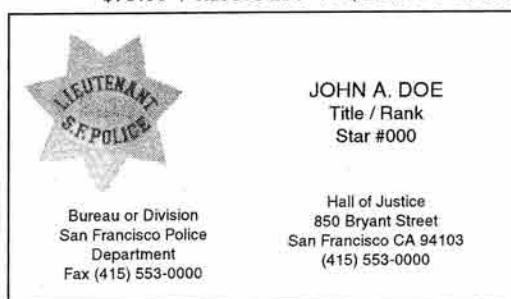 LIEUTENANT
S.F. POLICE
JOHN A. DOE
Title / Rank
Star #000
Bureau or Division
San Francisco Police
Department
Fax (415) 553-0000
Hall of Justice
850 Bryant Street
San Francisco CA 94103
(415) 553-0000